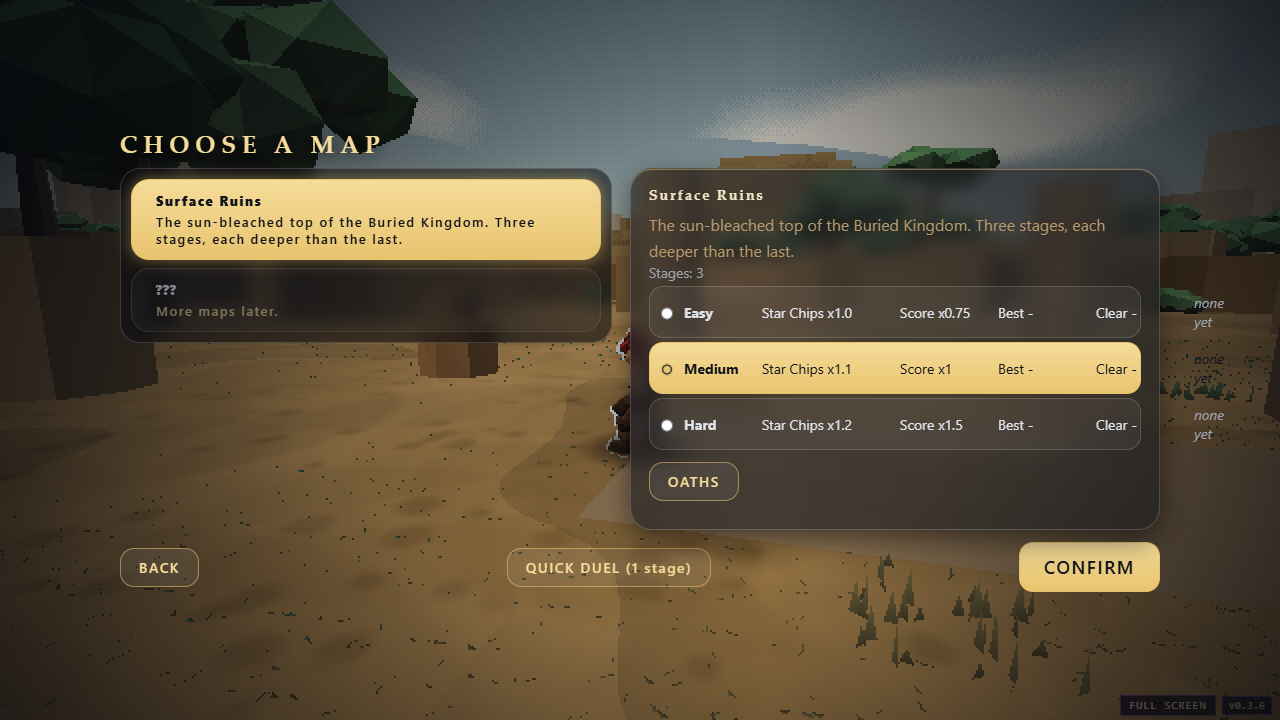 CHOOSE A MAP
Surface Ruins
The sun-bleached top of the Buried Kingdom. Three
stages, each deeper than the last.
???
More maps later.
Surface Ruins
The sun-bleached top of the Buried Kingdom. Three stages, each
deeper than the last.
Stages: 3
Easy Star Chips x1.0 Score x0.75 Best - Clear - none
yet
Medium Star Chips x1.1 Score x1 Best - Clear - none
yet
Hard Star Chips x1.2 Score x1.5 Best - Clear - none
yet
OATHS
BACK
QUICK DUEL (1 stage)
CONFIRM
FULL SCREEN v0.3.6